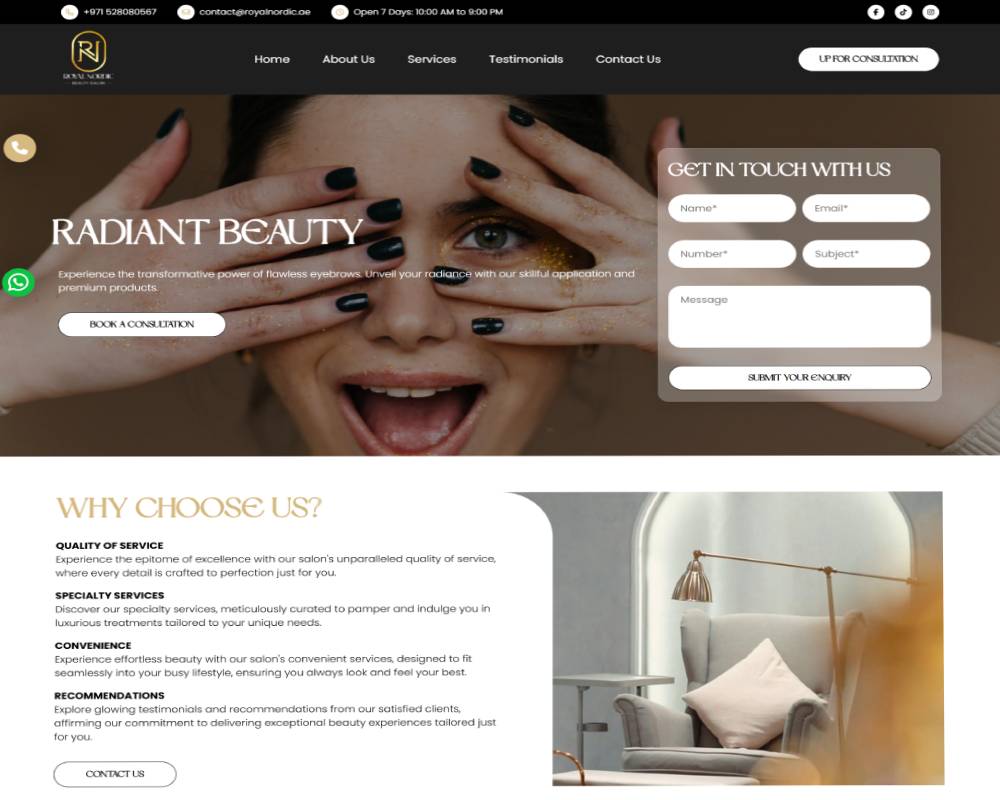 +971 528080567
contact@royalnordic.ae
Open 7 Days: 10:00 AM to 9:00 PM
RN
ROYAL NORDIC
BEAUTY SALON
Home
About Us
Services
Testimonials
Contact Us
UP FOR CONSULTATION
RADIANT BEAUTY
Experience the transformative power of flawless eyebrows. Unveil your radiance with our skillful application and
premium products.
BOOK A CONSULTATION
GET IN TOUCH WITH US
Name*
Email*
Number*
Subject*
Message
SUBMIT YOUR ENQUIRY
WHY CHOOSE US?
QUALITY OF SERVICE
Experience the epitome of excellence with our salon's unparalleled quality of service,
where every detail is crafted to perfection just for you.
SPECIALTY SERVICES
Discover our specialty services, meticulously curated to pamper and indulge you in
luxurious treatments tailored to your unique needs.
CONVENIENCE
Experience effortless beauty with our salon's convenient services, designed to fit
seamlessly into your busy lifestyle, ensuring you always look and feel your best.
RECOMMENDATIONS
Explore glowing testimonials and recommendations from our satisfied clients,
affirming our commitment to delivering exceptional beauty experiences tailored just
for you.
CONTACT US